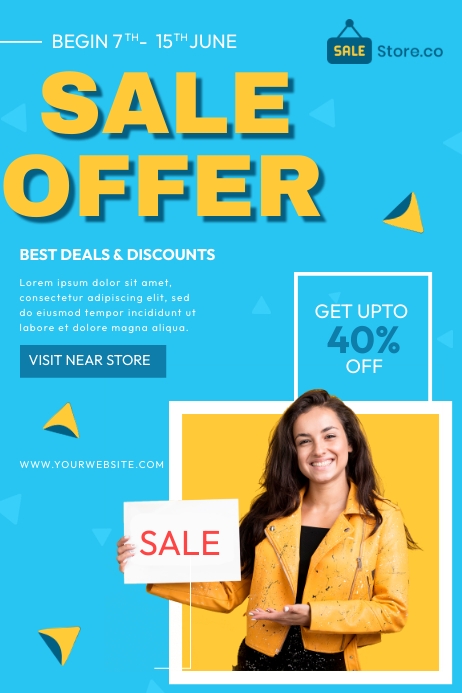 BEGIN 7TH- 15TH JUNE
SALE Store.co
SALE
OFFER
BEST DEALS & DISCOUNTS
Lorem ipsum dolor sit amet,
consectetur adipiscing elit, sed
do eiusmod tempor incididunt ut
labore et dolore magna aliqua.
VISIT NEAR STORE
GET UPTO
40%
OFF
WWW.YOURWEBSITE.COM
SALE